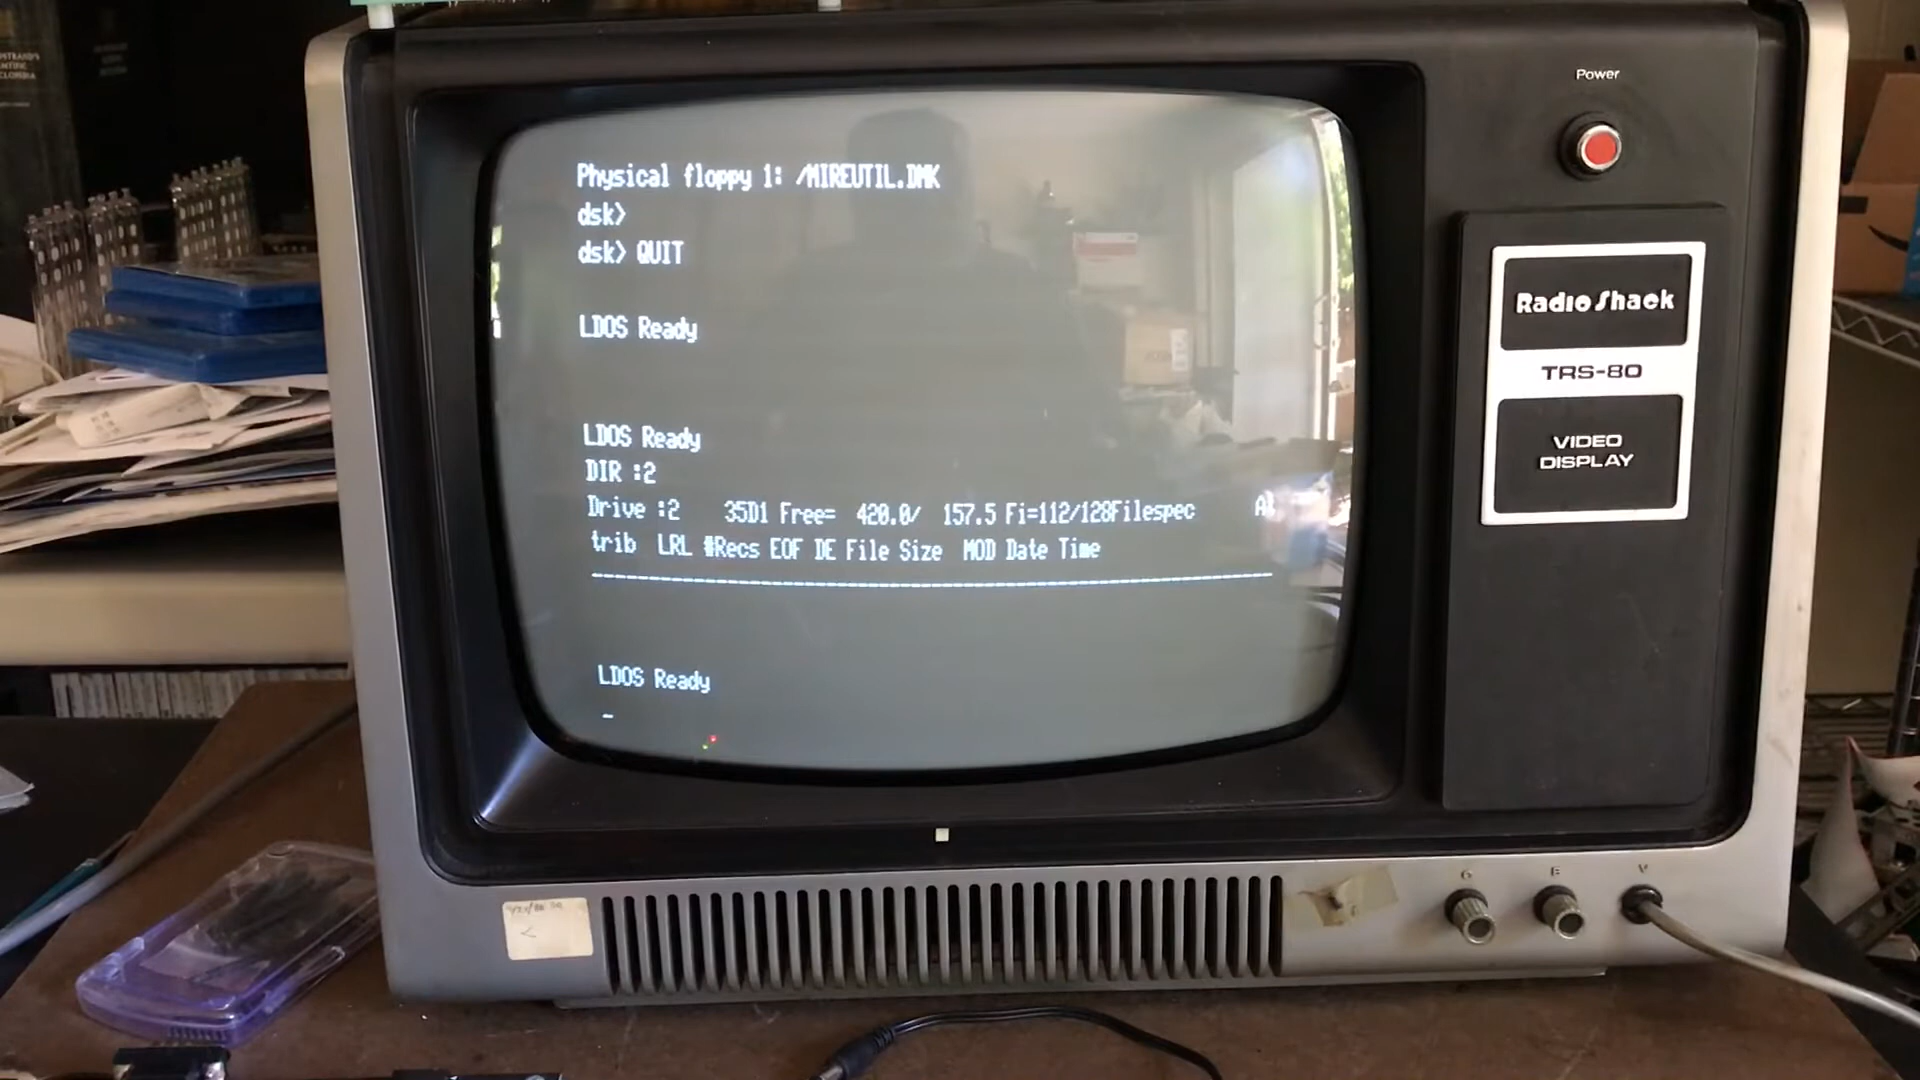 Physical floppy 1: /MIREUTIL.DMK
dsk>
dsk> QUIT
LDOS Ready
LDOS Ready
DIR :2
Drive :2 35D1 Free= 420.0/ 157.5 Fi=112/128Filespec At
trib LRL #Recs EOF DE File Size MOD Date Time
LDOS Ready
Power
Radio Shack
TRS-80
VIDEO
DISPLAY